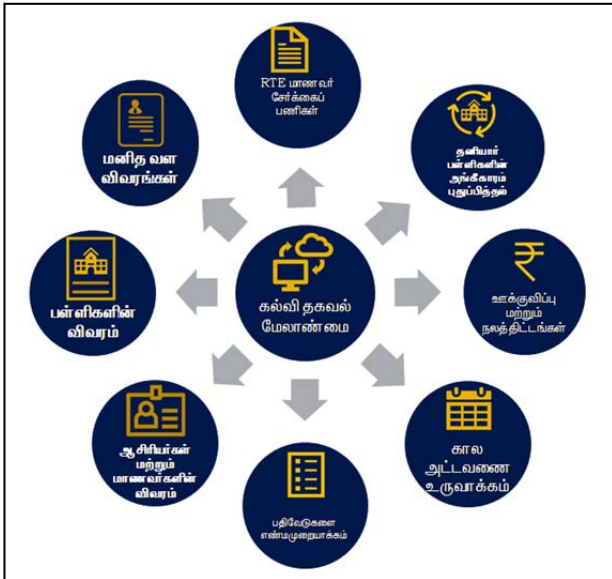 RTE மாணவர்
சேர்க்கைப்
பணிகள்
தனியார்
பள்ளிகளின்
அங்கீகாரம்
புதுப்பித்தல்
ஊக்குவிப்பு
மற்றும்
நலத்திட்டங்கள்
கால
அட்டவணை
உருவாக்கம்
பதிவேடுகளை
எண்மமுறையாக்கம்
ஆசிரியர்கள்
மற்றும்
மாணவர்களின்
விவரம்
பள்ளிகளின்
விவரம்
மனித வள
விவரங்கள்
கல்வி தகவல்
மேலாண்மை